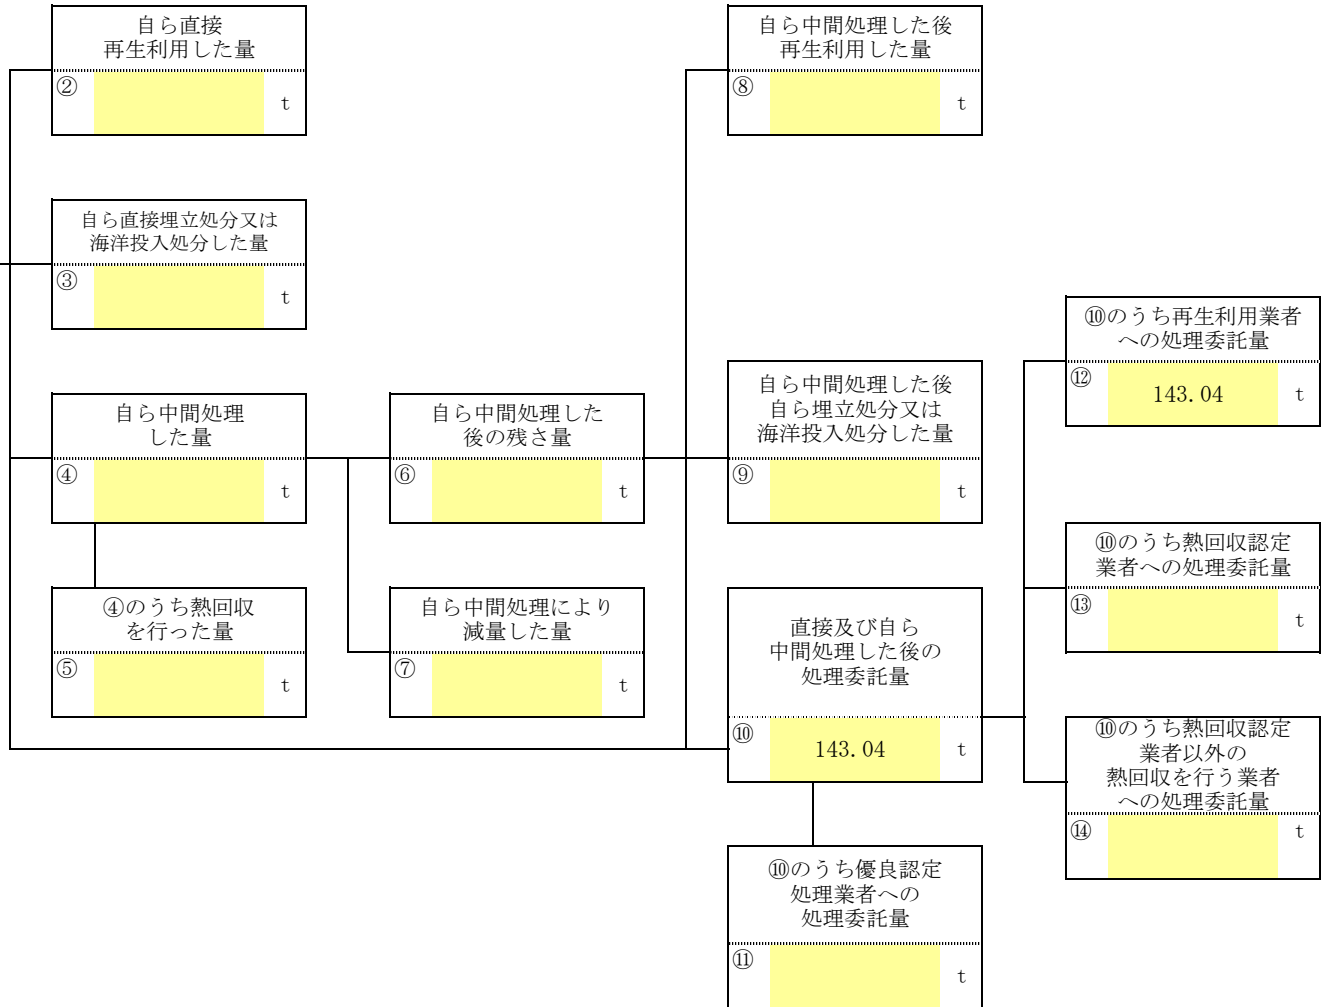 自ら直接
再生利用した量
②
t
自ら中間処理した後
再生利用した量
⑧
t
自ら直接埋立処分又は
海洋投入処分した量
③
t
⑩のうち再生利用業者
への処理委託量
⑫
143.04 t
自ら中間処理
した量
④
t
自ら中間処理した
後の残さ量
⑥
t
自ら中間処理した後
自ら埋立処分又は
海洋投入処分した量
⑨
t
⑩のうち熱回収認定
業者への処理委託量
⑬
t
④のうち熱回収
を行った量
⑤
t
自ら中間処理により
減量した量
⑦
t
直接及び自ら
中間処理した後の
処理委託量
⑩
143.04 t
⑩のうち熱回収認定
業者以外の
熱回収を行う業者
への処理委託量
⑭
t
⑩のうち優良認定
処理業者への
処理委託量
⑪
t